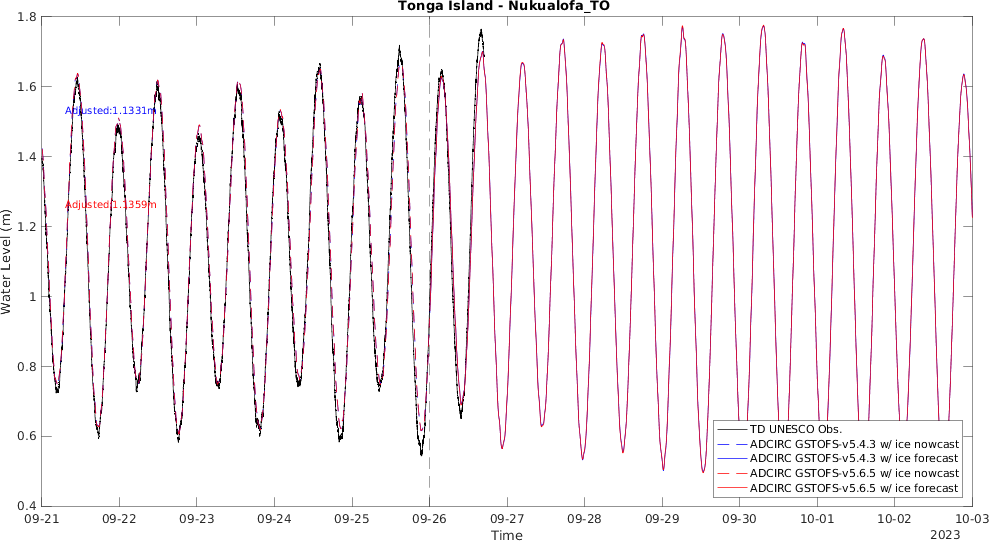 Tonga Island - Nukualofa_TO
1.8
1.6
1.4
1.2
1
0.8
0.6
0.4
Water Level (m)
Adjusted:1.1331m
Adjusted:1.1359m
TD UNESCO Obs.
ADCIRC GSTOFS-v5.4.3 w/ ice nowcast
ADCIRC GSTOFS-v5.4.3 w/ ice forecast
ADCIRC GSTOFS-v5.6.5 w/ ice nowcast
ADCIRC GSTOFS-v5.6.5 w/ ice forecast
09-21 09-22 09-23 09-24 09-25 09-26 09-27 09-28 09-29 09-30 10-01 10-02 10-03
Time
2023